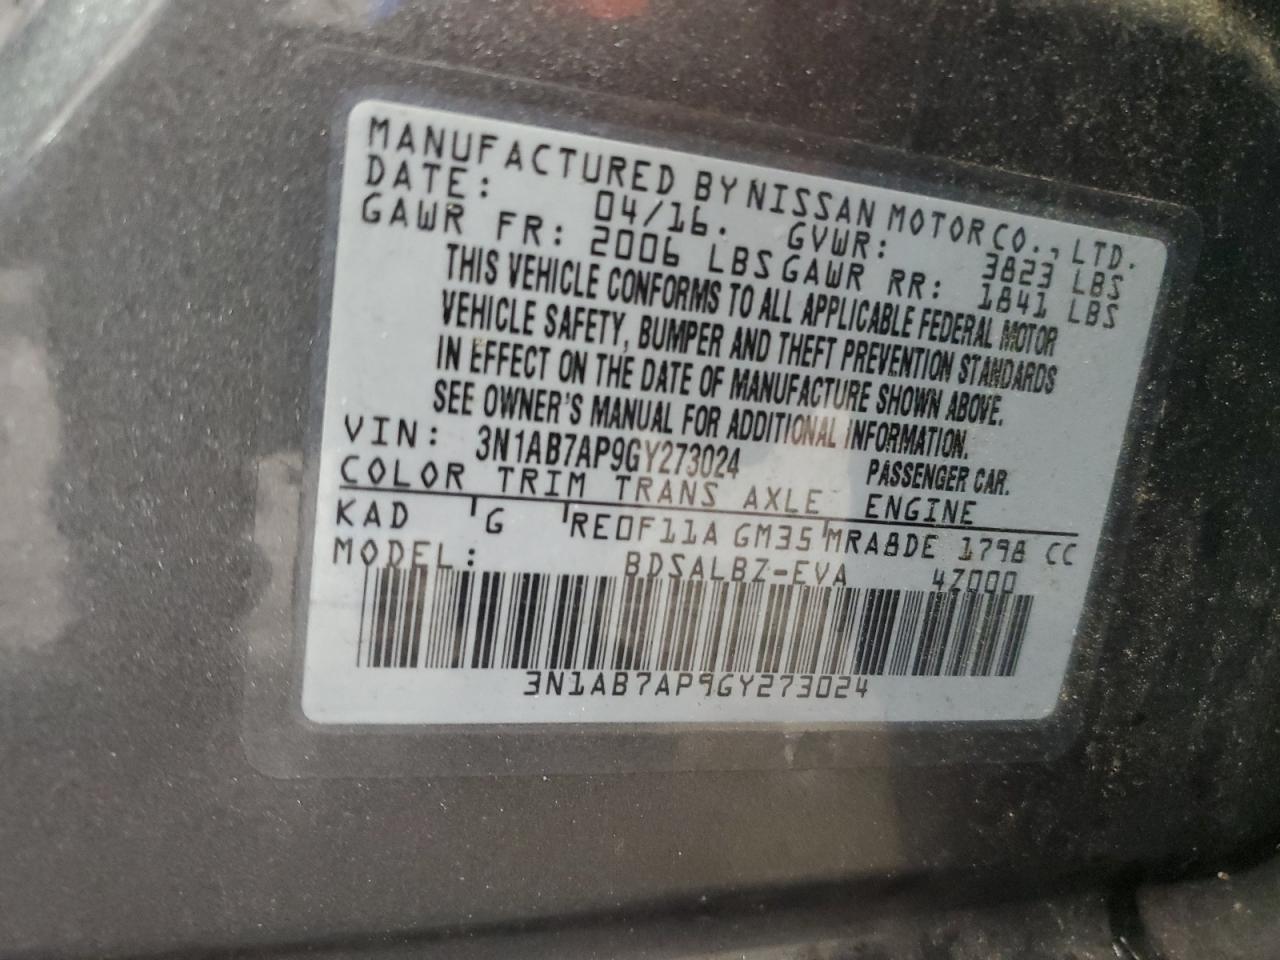 MANUFACTURED BY NISSAN MOTOR CO., LTD.
DATE: 04/16. GVWR: 3823 LBS
GAWR FR: 2006 LBS GAWR RR: 1841 LBS
THIS VEHICLE CONFORMS TO ALL APPLICABLE FEDERAL MOTOR
VEHICLE SAFETY, BUMPER AND THEFT PREVENTION STANDARDS
IN EFFECT ON THE DATE OF MANUFACTURE SHOWN ABOVE.
SEE OWNER'S MANUAL FOR ADDITIONAL INFORMATION.
VIN: 3N1AB7AP9GY273024 PASSENGER CAR.
COLOR TRIM TRANS AXLE ENGINE
KAD G RE0F11A GM35 MRA8DE 1798 CC
MODEL: BDSALBZ-EVA 4Z000
3N1AB7AP9GY273024